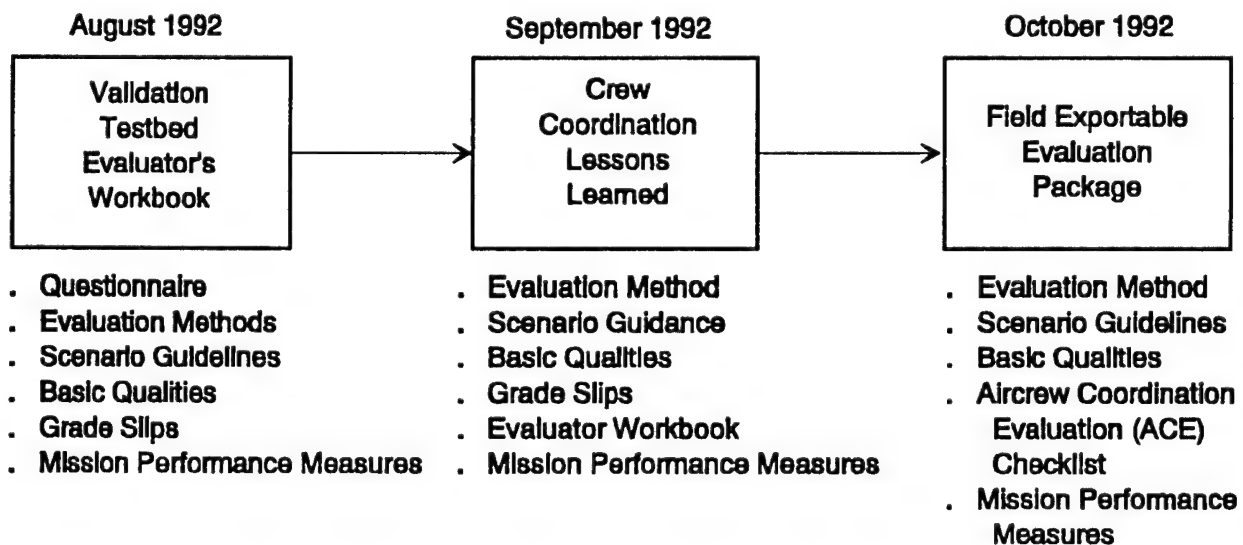 August 1992
Validation
Testbed
Evaluator's
Workbook
. Questionnaire
. Evaluation Methods
. Scenario Guidelines
. Basic Qualities
. Grade Slips
. Mission Performance Measures
September 1992
Crew
Coordination
Lessons
Learned
. Evaluation Method
. Scenario Guidance
. Basic Qualities
. Grade Slips
. Evaluator Workbook
. Mission Performance Measures
October 1992
Field Exportable
Evaluation
Package
. Evaluation Method
. Scenario Guidelines
. Basic Qualities
. Aircrew Coordination
Evaluation (ACE)
Checklist
. Mission Performance
Measures